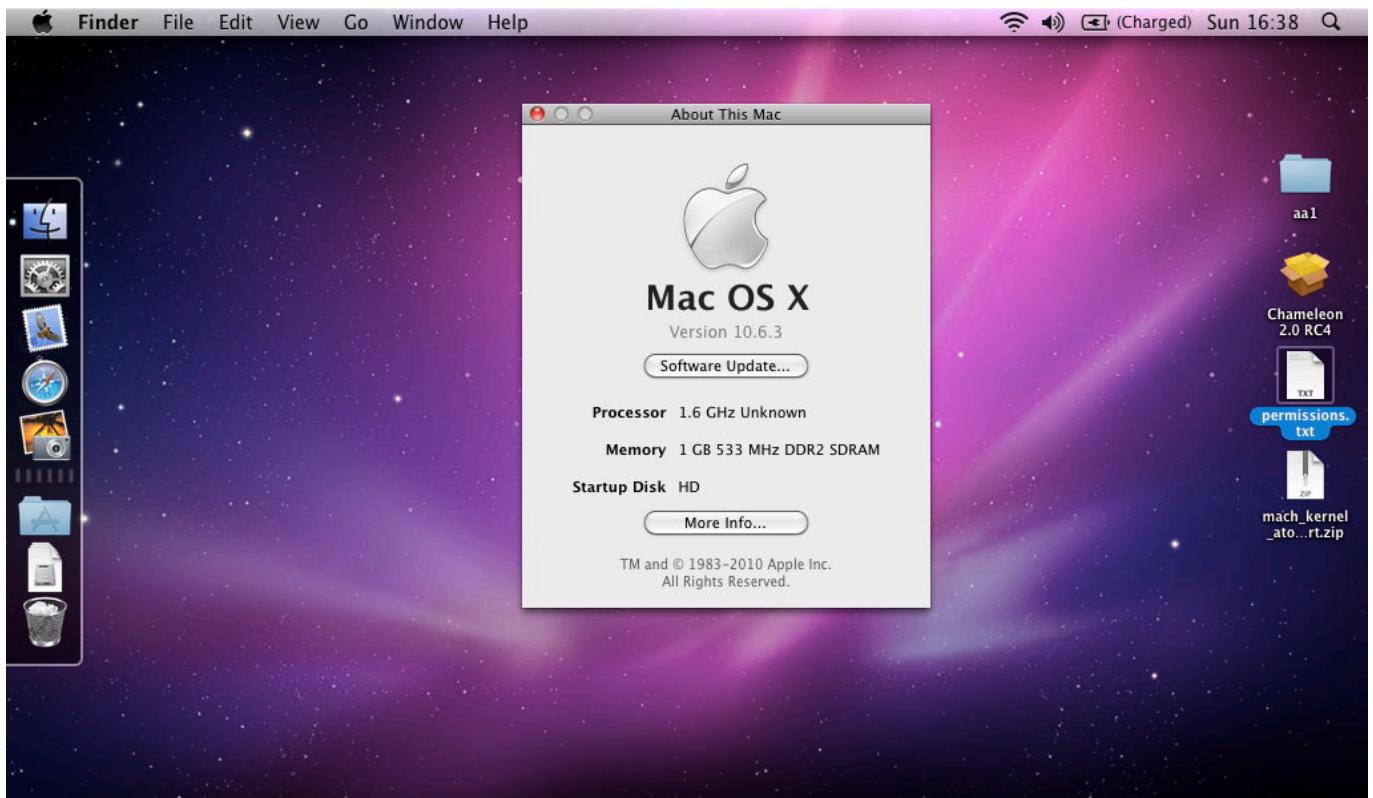 Finder File Edit View Go Window Help (Charged) Sun 16:38
About This Mac
Mac OS X
Version 10.6.3
Software Update...
Processor 1.6 GHz Unknown
Memory 1 GB 533 MHz DDR2 SDRAM
Startup Disk HD
More Info...
TM and © 1983-2010 Apple Inc.
All Rights Reserved.
aa1
Chameleon
2.0 RC4
TXT
permissions.
txt
ZIP
mach_kernel
_ato...rt.zip